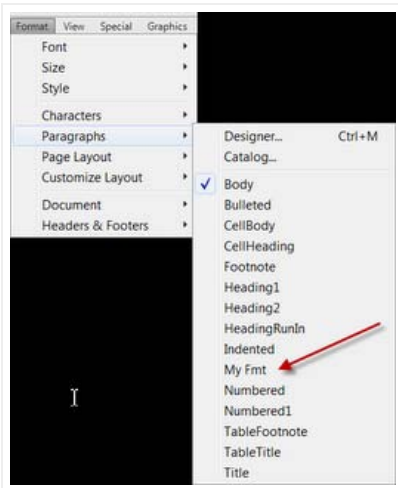 Format View Special Graphics
Font
Size
Style
Characters
Paragraphs
Page Layout
Customize Layout
Document
Headers & Footers
Designer... Ctrl+M
Catalog...
Body
Bulleted
CellBody
CellHeading
Footnote
Heading1
Heading2
HeadingRunIn
Indented
My Fmt
Numbered
Numbered1
TableFootnote
TableTitle
Title